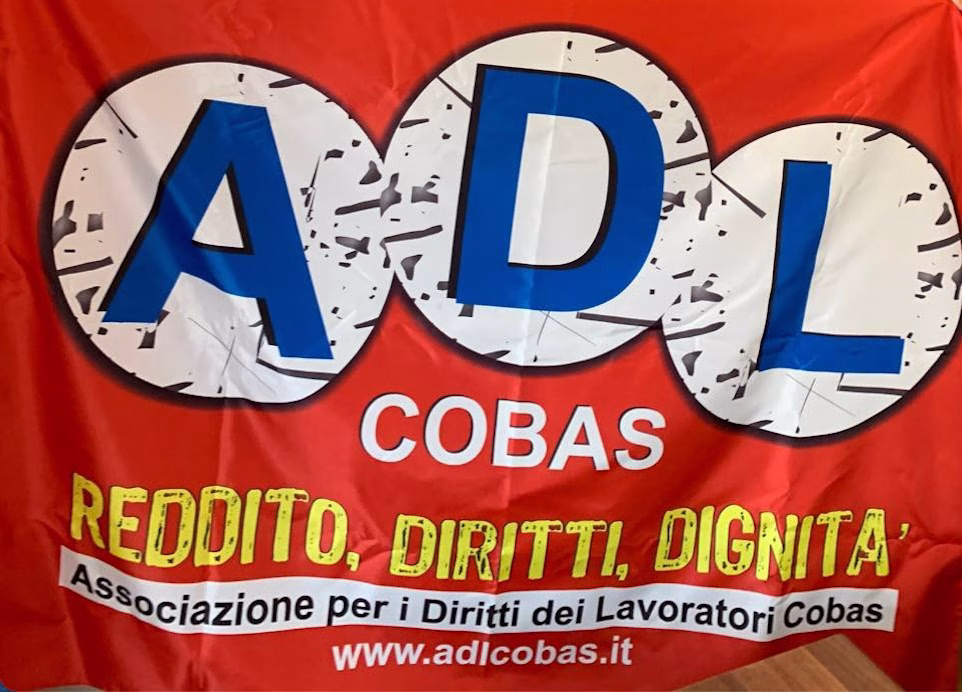 ADL
COBAS
REDDITO, DIRITTI, DIGNITA'
Associazione per i Diritti dei Lavoratori Cobas
www.adlcobas.it